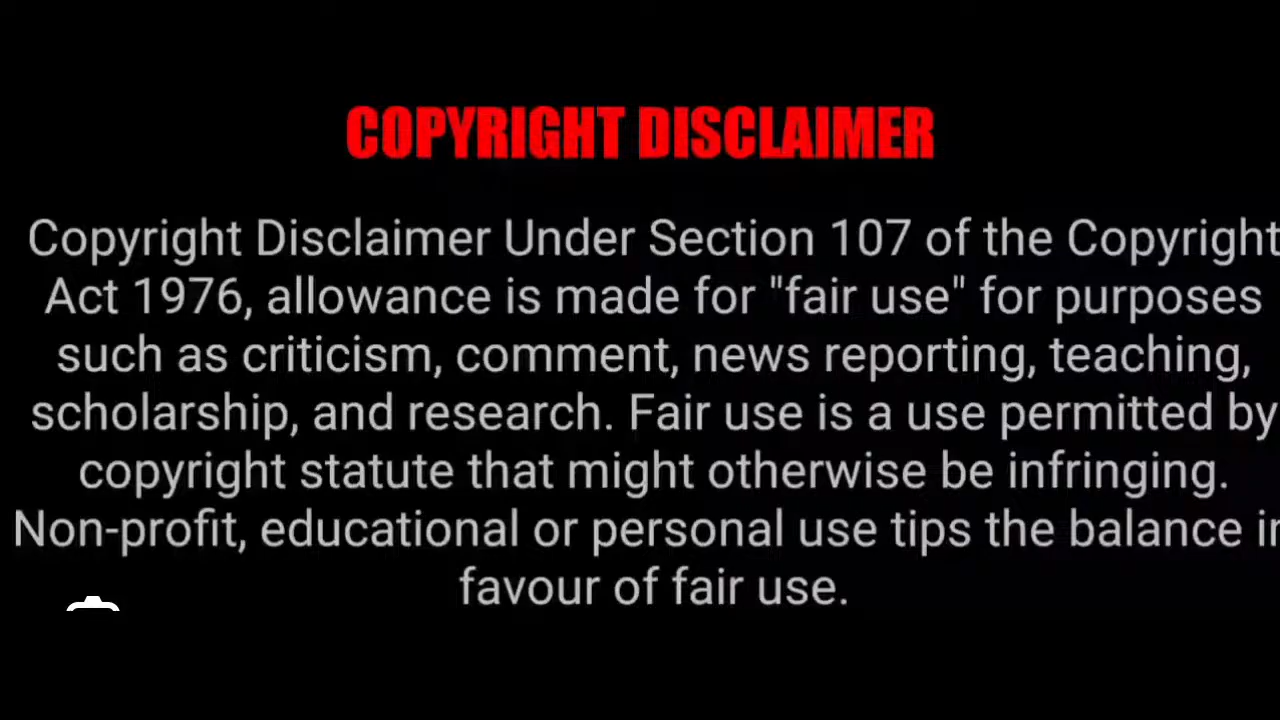 COPYRIGHT DISCLAIMER
Copyright Disclaimer Under Section 107 of the Copyright
Act 1976, allowance is made for "fair use" for purposes
such as criticism, comment, news reporting, teaching,
scholarship, and research. Fair use is a use permitted by
copyright statute that might otherwise be infringing.
Non-profit, educational or personal use tips the balance in
favour of fair use.